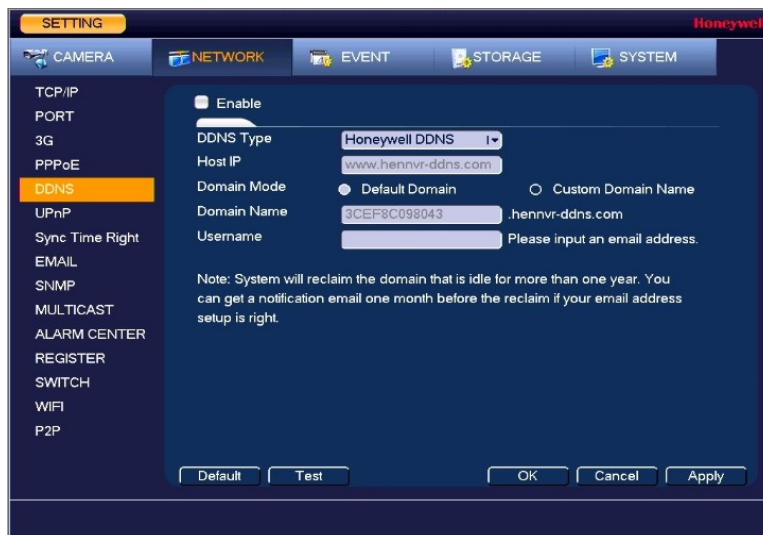 SETTING
Honeywell
CAMERA
NETWORK
EVENT
STORAGE
SYSTEM
TCP/IP
PORT
3G
PPPoE
DDNS
UPnP
Sync Time Right
EMAIL
SNMP
MULTICAST
ALARM CENTER
REGISTER
SWITCH
WIFI
P2P
Enable
DDNS Type Honeywell DDNS
Host IP www.hennvr-ddns.com
Domain Mode Default Domain Custom Domain Name
Domain Name 3CEF8C098043 .hennvr-ddns.com
Username Please input an email address.
Note: System will reclaim the domain that is idle for more than one year. You
can get a notification email one month before the reclaim if your email address
setup is right.
Default Test OK Cancel Apply